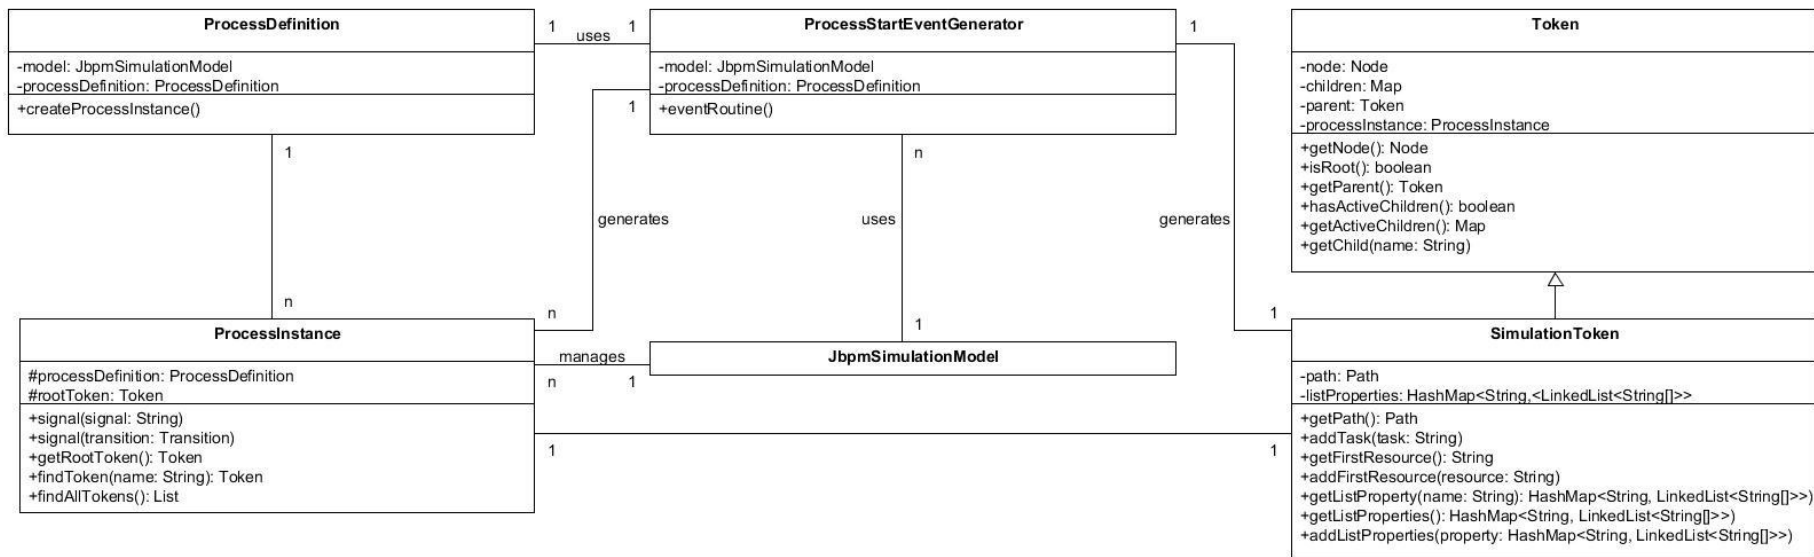 ProcessDefinition
-model: JbpmSimulationModel
-processDefinition: ProcessDefinition
+createProcessInstance()
1
uses
1
ProcessStartEventGenerator
-model: JbpmSimulationModel
-processDefinition: ProcessDefinition
+eventRoutine()
1
Token
-node: Node
-children: Map
-parent: Token
-processInstance: ProcessInstance
+getNode(): Node
+isRoot(): boolean
+getParent(): Token
+hasActiveChildren(): boolean
+getActiveChildren(): Map
+getChild(name: String)
1
1
n
generates
uses
generates
n
n
1
1
ProcessInstance
#processDefinition: ProcessDefinition
#rootToken: Token
+signal(signal: String)
+signal(transition: Transition)
+getRootToken(): Token
+findToken(name: String): Token
+findAllTokens(): List
manages
n
1
JbpmSimulationModel
1
1
SimulationToken
-path: Path
-listProperties: HashMap<String,<LinkedList<String[]>>
+getPath(): Path
+addTask(task: String)
+getFirstResource(): String
+addFirstResource(resource: String)
+getListProperty(name: String): HashMap<String, LinkedList<String[]>>)
+getListProperties(): HashMap<String, LinkedList<String[]>>)
+addListProperties(property: HashMap<String, LinkedList<String[]>>)